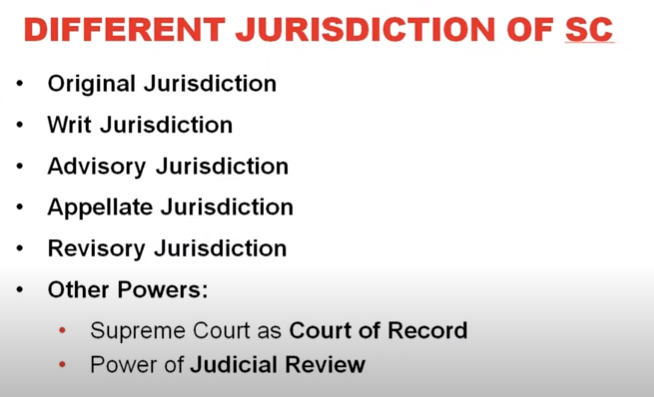 DIFFERENT JURISDICTION OF SC
• Original Jurisdiction
• Writ Jurisdiction
• Advisory Jurisdiction
• Appellate Jurisdiction
• Revisory Jurisdiction
• Other Powers:
• Supreme Court as Court of Record
• Power of Judicial Review